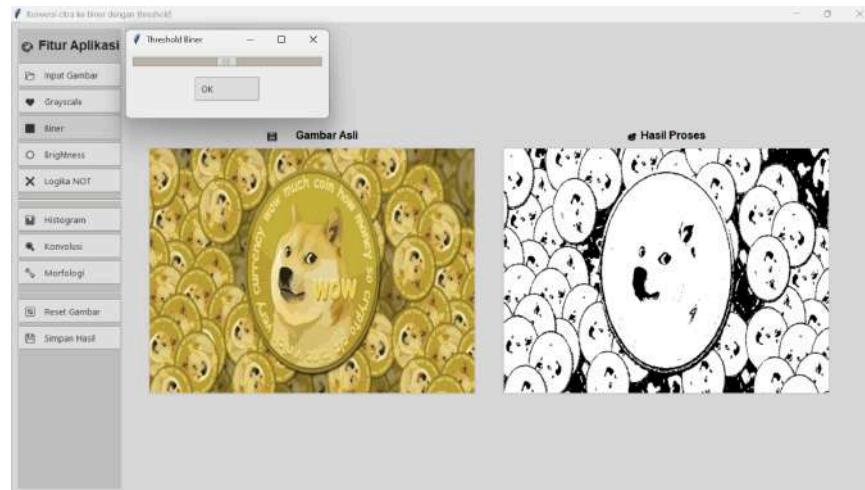 Konversi citra ke biner dengan threshold
Fitur Aplikasi
Input Gambar
Grayscale
Biner
Brightness
Logika NOT
Histogram
Konvolusi
Morfologi
Reset Gambar
Simpan Hasil
Threshold Biner
OK
Gambar Asli
Hasil Proses
very currency wow much coin how money so crypto
WOW